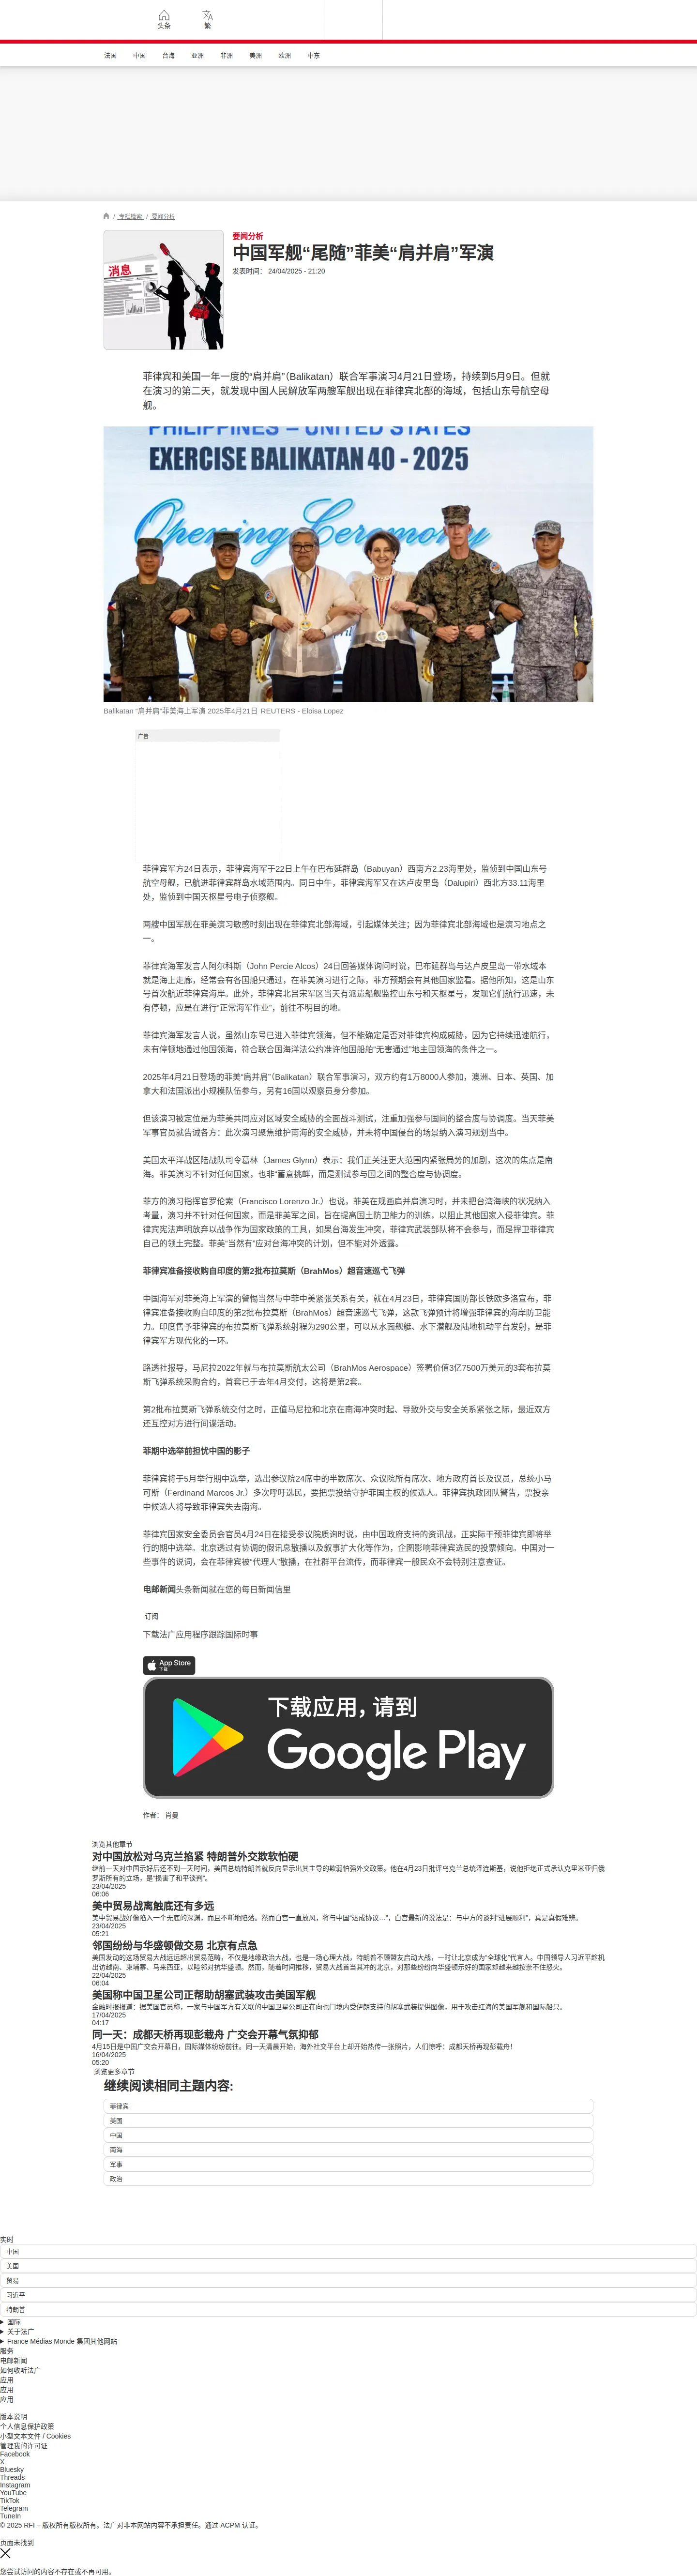 头条
繁
法国
中国
台海
亚洲
非洲
美洲
欧洲
中东
/ 专栏检索 / 要闻分析
消息
要闻分析
中国军舰“尾随”菲美“肩并肩”军演
发表时间： 24/04/2025 - 21:20
菲律宾和美国一年一度的“肩并肩”（Balikatan）联合军事演习4月21日登场，持续到5月9日。但就
在演习的第二天，就发现中国人民解放军两艘军舰出现在菲律宾北部的海域，包括山东号航空母
舰。
PHILIPPINES – UNITED STATES
EXERCISE BALIKATAN 40 - 2025
Opening Ceremony
Balikatan “肩并肩”菲美海上军演 2025年4月21日 REUTERS - Eloisa Lopez
广告
菲律宾军方24日表示，菲律宾海军于22日上午在巴布延群岛（Babuyan）西南方2.23海里处，监侦到中国山东号
航空母舰，已航进菲律宾群岛水域范围内。同日中午，菲律宾海军又在达卢皮里岛（Dalupiri）西北方33.11海里
处，监侦到中国天枢星号电子侦察舰。
两艘中国军舰在菲美演习敏感时刻出现在菲律宾北部海域，引起媒体关注；因为菲律宾北部海域也是演习地点之
一。
菲律宾海军发言人阿尔科斯（John Percie Alcos）24日回答媒体询问时说，巴布延群岛与达卢皮里岛一带水域本
就是海上走廊，经常会有各国船只通过，在菲美演习进行之际，菲方预期会有其他国家监看。据他所知，这是山东
号首次航近菲律宾海岸。此外，菲律宾北吕宋军区当天有派遣船舰监控山东号和天枢星号，发现它们航行迅速，未
有停顿，应是在进行“正常海军作业”，前往不明目的地。
菲律宾海军发言人说，虽然山东号已进入菲律宾领海，但不能确定是否对菲律宾构成威胁，因为它持续迅速航行，
未有停顿地通过他国领海，符合联合国海洋法公约准许他国船舶“无害通过”地主国领海的条件之一。
2025年4月21日登场的菲美“肩并肩”（Balikatan）联合军事演习，双方约有1万8000人参加，澳洲、日本、英国、加
拿大和法国派出小规模队伍参与，另有16国以观察员身分参加。
但该演习被定位是为菲美共同应对区域安全威胁的全面战斗测试，注重加强参与国间的整合度与协调度。当天菲美
军事官员就告诫各方：此次演习聚焦维护南海的安全威胁，并未将中国侵台的场景纳入演习规划当中。
美国太平洋战区陆战队司令葛林（James Glynn）表示：我们正关注更大范围内紧张局势的加剧，这次的焦点是南
海。菲美演习不针对任何国家，也非“蓄意挑衅，而是测试参与国之间的整合度与协调度。
菲方的演习指挥官罗伦索（Francisco Lorenzo Jr.）也说，菲美在规画肩并肩演习时，并未把台湾海峡的状况纳入
考量，演习并不针对任何国家，而是菲美军之间，旨在提高国土防卫能力的训练，以阻止其他国家入侵菲律宾。菲
律宾宪法声明放弃以战争作为国家政策的工具，如果台海发生冲突，菲律宾武装部队将不会参与，而是捍卫菲律宾
自己的领土完整。菲美“当然有”应对台海冲突的计划，但不能对外透露。
菲律宾准备接收购自印度的第2批布拉莫斯（BrahMos）超音速巡弋飞弹
中国海军对菲美海上军演的警惕当然与中菲中美紧张关系有关，就在4月23日，菲律宾国防部长铁欧多洛宣布，菲
律宾准备接收购自印度的第2批布拉莫斯（BrahMos）超音速巡弋飞弹，这款飞弹预计将增强菲律宾的海岸防卫能
力。印度售予菲律宾的布拉莫斯飞弹系统射程为290公里，可以从水面舰艇、水下潜舰及陆地机动平台发射，是菲
律宾军方现代化的一环。
路透社报导，马尼拉2022年就与布拉莫斯航太公司（BrahMos Aerospace）签署价值3亿7500万美元的3套布拉莫
斯飞弹系统采购合约，首套已于去年4月交付，这将是第2套。
第2批布拉莫斯飞弹系统交付之时，正值马尼拉和北京在南海冲突时起、导致外交与安全关系紧张之际，最近双方
还互控对方进行间谍活动。
菲期中选举前担忧中国的影子
菲律宾将于5月举行期中选举，选出参议院24席中的半数席次、众议院所有席次、地方政府首长及议员，总统小马
可斯（Ferdinand Marcos Jr.）多次呼吁选民，要把票投给守护菲国主权的候选人。菲律宾执政团队警告，票投亲
中候选人将导致菲律宾失去南海。
菲律宾国家安全委员会官员4月24日在接受参议院质询时说，由中国政府支持的资讯战，正实际干预菲律宾即将举
行的期中选举。北京透过有协调的假讯息散播以及叙事扩大化等作为，企图影响菲律宾选民的投票倾向。中国对一
些事件的说词，会在菲律宾被“代理人”散播，在社群平台流传，而菲律宾一般民众不会特别注意查证。
电邮新闻头条新闻就在您的每日新闻信里
订阅
下载法广应用程序跟踪国际时事
App Store
下载
下载应用，请到
Google Play
作者： 肖曼
浏览其他章节
对中国放松对乌克兰掐紧 特朗普外交欺软怕硬
继前一天对中国示好后还不到一天时间，美国总统特朗普就反向显示出其主导的欺弱怕强外交政策。他在4月23日批评乌克兰总统泽连斯基，说他拒绝正式承认克里米亚归俄
罗斯所有的立场，是“损害了和平谈判”。
23/04/2025
06:06
美中贸易战离触底还有多远
美中贸易战好像陷入一个无底的深渊，而且不断地陷落。然而白宫一直放风，将与中国“达成协议…”，白宫最新的说法是：与中方的谈判“进展顺利”，真是真假难辨。
23/04/2025
05:21
邻国纷纷与华盛顿做交易 北京有点急
美国发动的这场贸易大战远远超出贸易范畴，不仅是地缘政治大战，也是一场心理大战，特朗普不顾盟友启动大战，一时让北京成为“全球化”代言人。中国领导人习近平趁机
出访越南、柬埔寨、马来西亚，以睦邻对抗华盛顿。然而，随着时间推移，贸易大战首当其冲的北京，对那些纷纷向华盛顿示好的国家却越来越按奈不住怒火。
22/04/2025
06:04
美国称中国卫星公司正帮助胡塞武装攻击美国军舰
金融时报报道：据美国官员称，一家与中国军方有关联的中国卫星公司正在向也门境内受伊朗支持的胡塞武装提供图像，用于攻击红海的美国军舰和国际船只。
17/04/2025
04:17
同一天：成都天桥再现彭载舟 广交会开幕气氛抑郁
4月15日是中国广交会开幕日，国际媒体纷纷前往。同一天清晨开始，海外社交平台上却开始热传一张照片，人们惊呼：成都天桥再现彭载舟！
16/04/2025
05:20
浏览更多章节
继续阅读相同主题内容:
菲律宾
美国
中国
南海
军事
政治
实时
中国
美国
贸易
习近平
特朗普
国际
关于法广
France Médias Monde 集团其他网站
服务
电邮新闻
如何收听法广
应用
应用
应用
版本说明
个人信息保护政策
小型文本文件 / Cookies
管理我的许可证
Facebook
X
Bluesky
Threads
Instagram
YouTube
TikTok
Telegram
TuneIn
© 2025 RFI – 版权所有版权所有。法广对非本网站内容不承担责任。通过 ACPM 认证。
页面未找到
您尝试访问的内容不存在或不再可用。